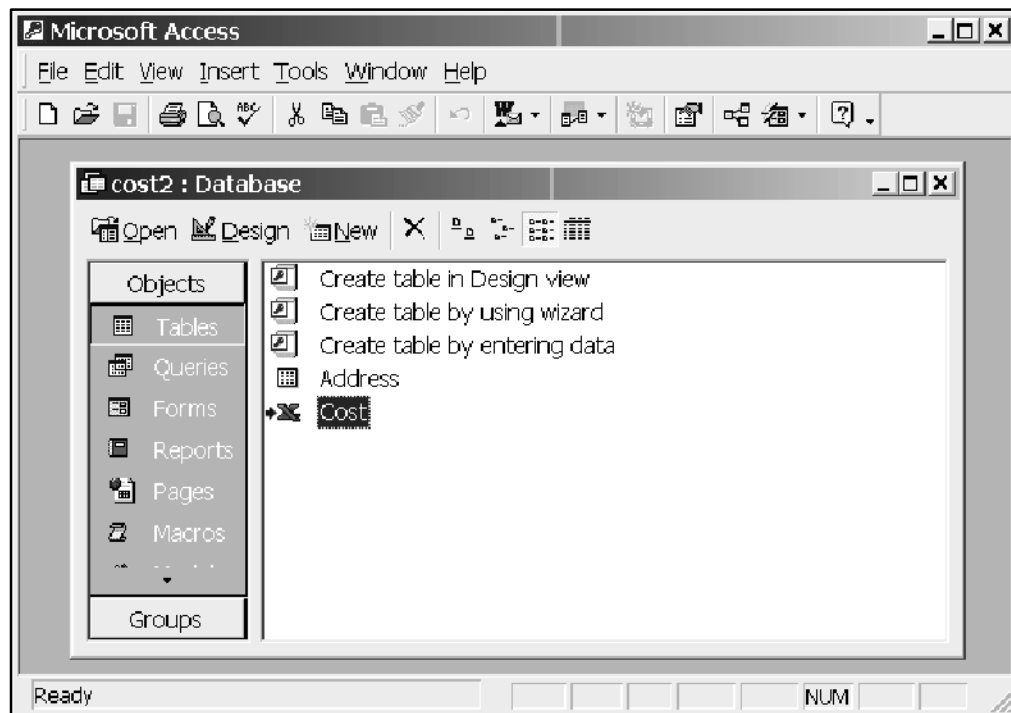 Microsoft Access
File Edit View Insert Tools Window Help
ABC
cost2 : Database
Open Design New
Objects
Tables
Queries
Forms
Reports
Pages
Macros
Groups
Create table in Design view
Create table by using wizard
Create table by entering data
Address
Cost
Ready
NUM